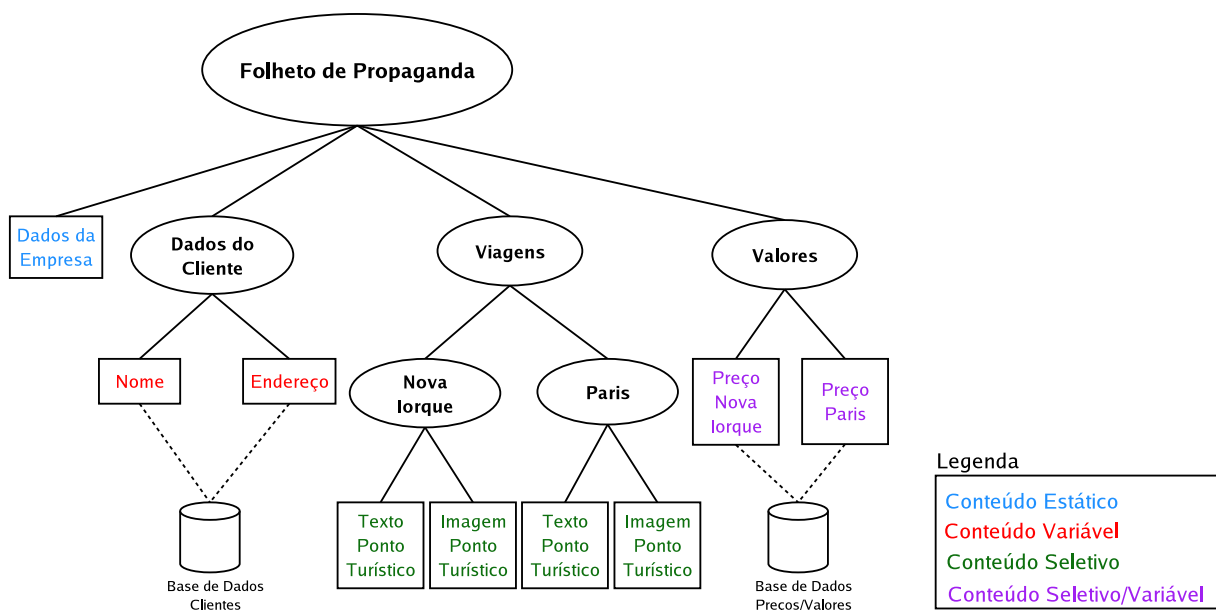 Folheto de Propaganda
Dados da
Empresa
Dados do
Cliente
Viagens
Valores
Nome
Endereço
Nova
Iorque
Paris
Preço
Nova
Iorque
Preço
Paris
Texto
Ponto
Turístico
Imagem
Ponto
Turístico
Texto
Ponto
Turístico
Imagem
Ponto
Turístico
Base de Dados
Clientes
Base de Dados
Precos/Valores
Legenda
Conteúdo Estático
Conteúdo Variável
Conteúdo Seletivo
Conteúdo Seletivo/Variável